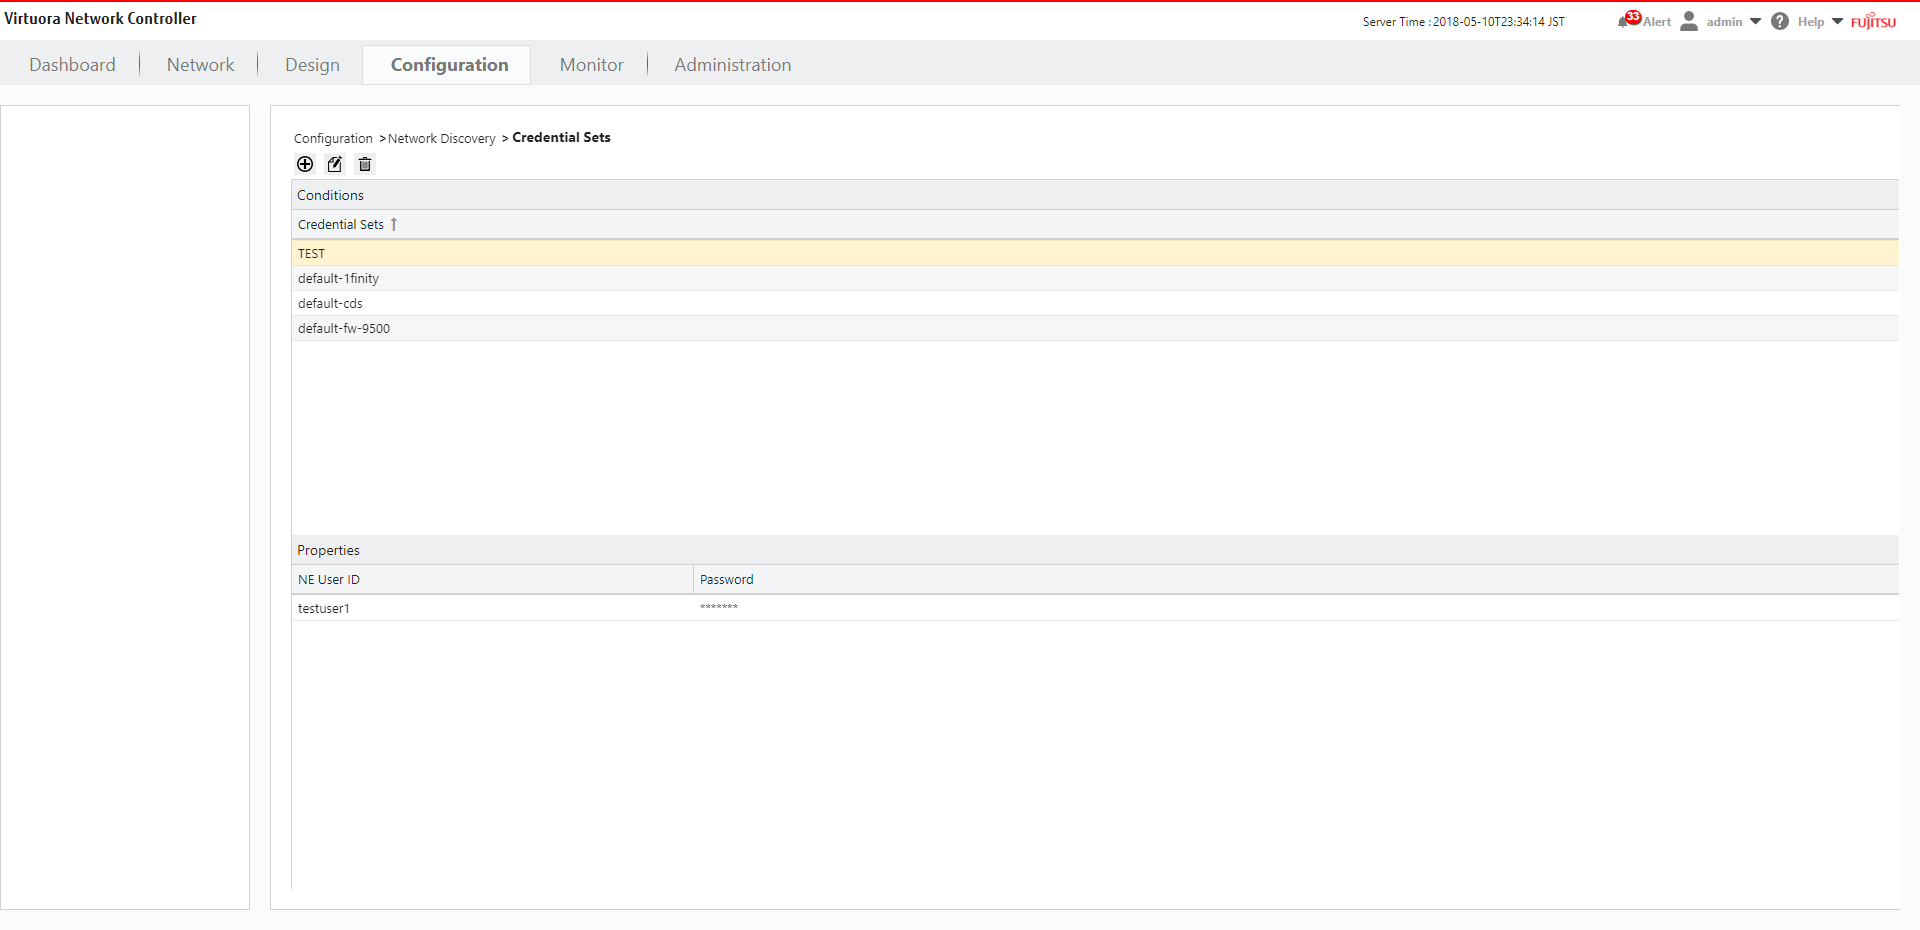 Virtuora Network Controller
Server Time : 2018-05-10T23:34:14 JST
33 Alert admin Help FUJITSU
Dashboard Network Design Configuration Monitor Administration
Configuration >Network Discovery > Credential Sets
Conditions
Credential Sets ↑
TEST
default-1finity
default-cds
default-fw-9500
Properties
NE User ID Password
testuser1 *******